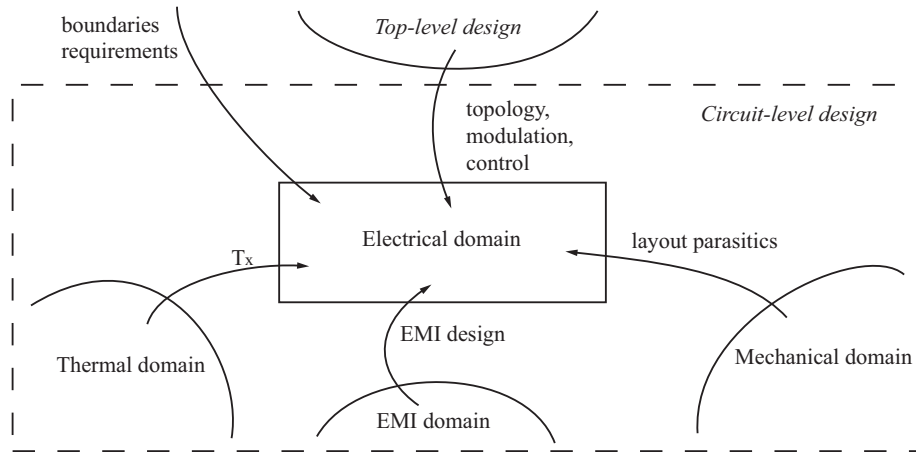 boundaries
requirements
Top-level design
topology,
modulation,
control
Circuit-level design
Electrical domain
layout parasitics
Tx
EMI design
Thermal domain
Mechanical domain
EMI domain